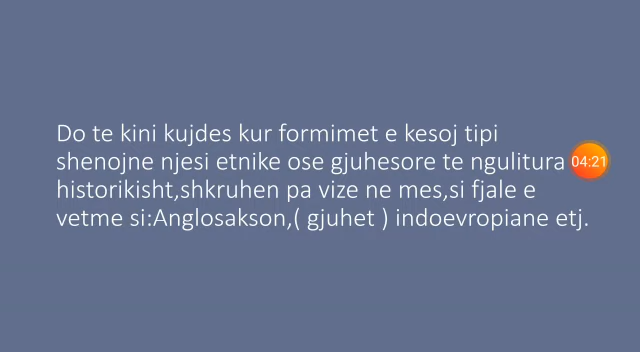 Do te kini kujdes kur formimet e kesoj tipi
shenojne njesi etnike ose gjuhesore te ngulitura 04:21
historikisht,shkruhen pa vize ne mes,si fjale e
vetme si:Anglosakson,( gjuhet ) indoevropiane etj.